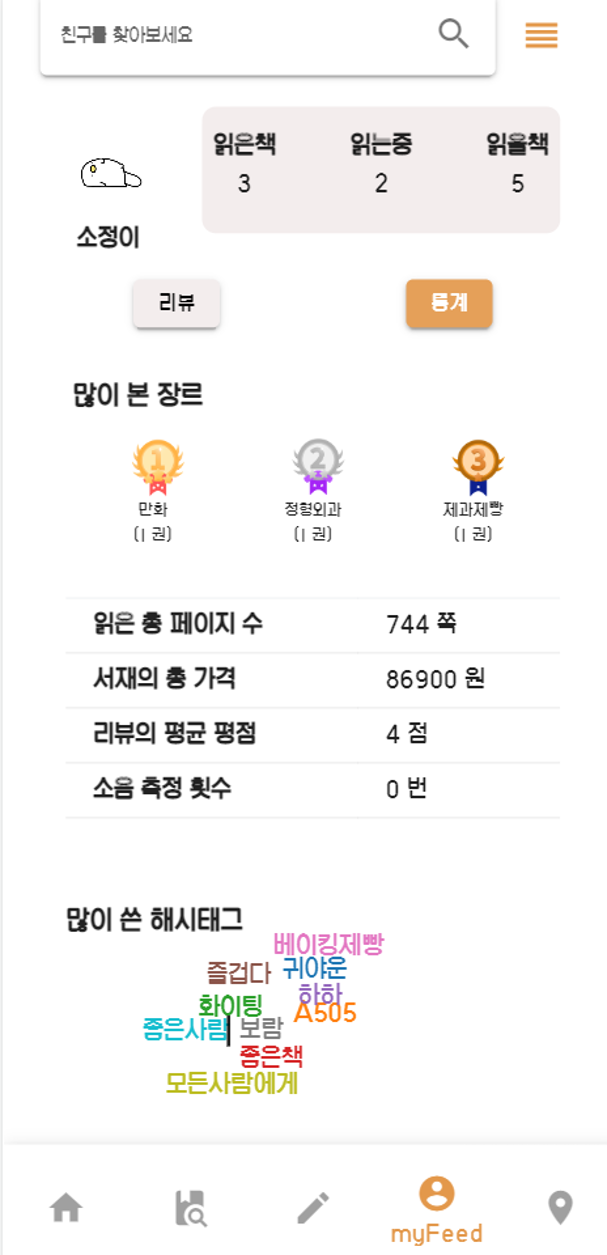 친구를 찾아보세요
읽은책 읽는중 읽을책
3 2 5
소정이
리뷰 통계
많이 본 장르
1 2 3
만화 정형외과 제과제빵
(1 권) (1 권) (1 권)
읽은 총 페이지 수 744 쪽
서재의 총 가격 86900 원
리뷰의 평균 평점 4 점
소음 측정 횟수 0 번
많이 쓴 해시태그
베이킹제빵
즐겁다 귀야운
하하
화이팅 A505
좋은사람 보람
좋은책
모든사람에게
myFeed